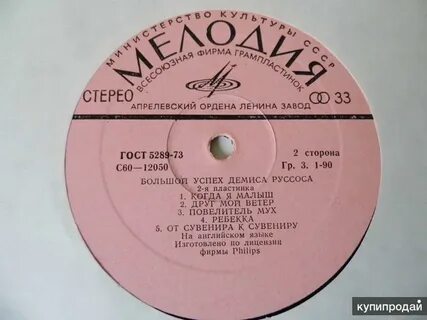 МИНИСТЕРСТВО КУЛЬТУРЫ СССР
МЕЛОДИЯ
ВСЕСОЮЗНАЯ ФИРМА ГРАМПЛАСТИНОК
СТЕРЕО
33
АПРЕЛЕВСКИЙ ОРДЕНА ЛЕНИНА ЗАВОД
ГОСТ 5289-73
2 сторона
С60—12050
Гр. 3. 1-90
БОЛЬШОЙ УСПЕХ ДЕМИСА РУССОСА
2-я пластинка
1. КОГДА Я МАЛЫШ
2. ДРУГ МОЙ ВЕТЕР
3. ПОВЕЛИТЕЛЬ МУХ
4. РЕБЕККА
5. ОТ СУВЕНИРА К СУВЕНИРУ
На английском языке
Изготовлено по лицензии
фирмы Philips
купипродай